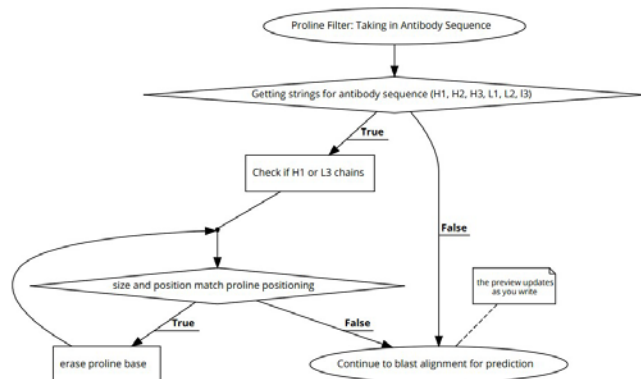 Proline Filter: Taking in Antibody Sequence
Getting strings for antibody sequence (H1, H2, H3, L1, L2, l3)
True
Check if H1 or L3 chains
False
the preview updates
as you write
size and position match proline positioning
True
False
erase proline base
Continue to blast alignment for prediction